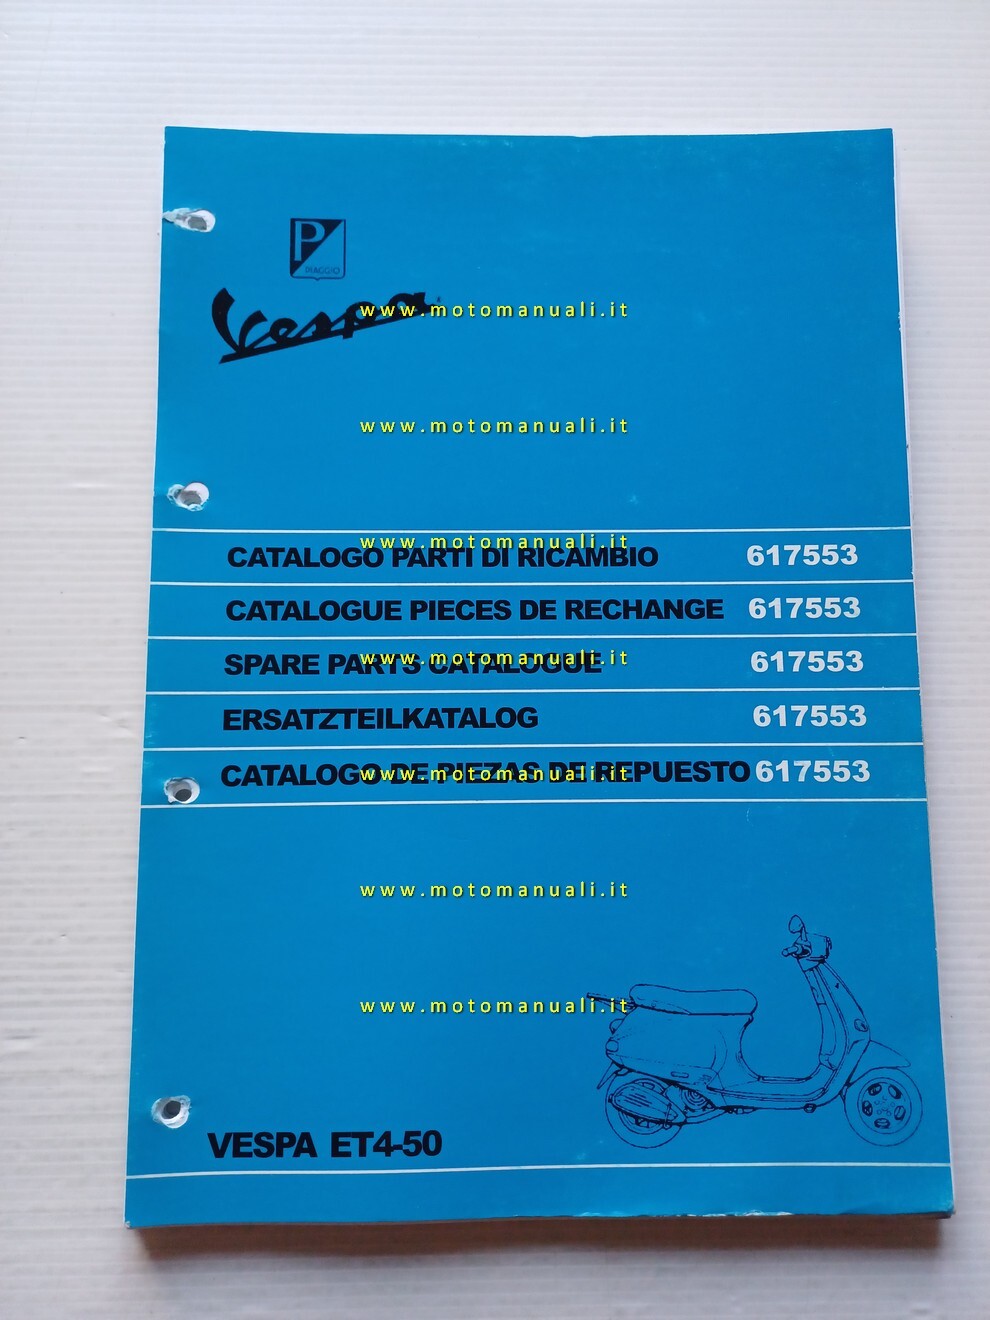 P
PIAGGIO
Vespa
www.motomanuali.it
www.motomanuali.it
www.motomanuali.it
CATALOGO PARTI DI RICAMBIO 617553
CATALOGUE PIECES DE RECHANGE 617553
www.motomanuali.it
SPARE PARTS CATALOGUE 617553
ERSATZTEILKATALOG 617553
www.motomanuali.it
CATALOGO DE PIEZAS DE REPUESTO 617553
www.motomanuali.it
www.motomanuali.it
VESPA ET4-50